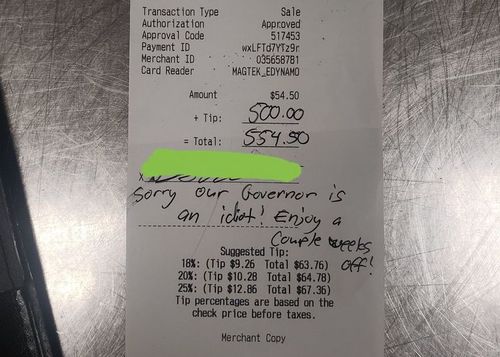 Transaction Type Sale
Authorization Approved
Approval Code 517453
Payment ID wxLFTd7YTz9r
Merchant ID 035658781
Card Reader MAGTEK_EDYNAMO
Amount $54.50
+ Tip: 500.00
= Total: 554.50
X
Sorry Our Governor is
an idiot! Enjoy a
Couple weeks
off!
Suggested Tip:
18%: (Tip $9.26 Total $63.76)
20%: (Tip $10.28 Total $64.78)
25%: (Tip $12.86 Total $67.36)
Tip percentages are based on the
check price before taxes.
Merchant Copy